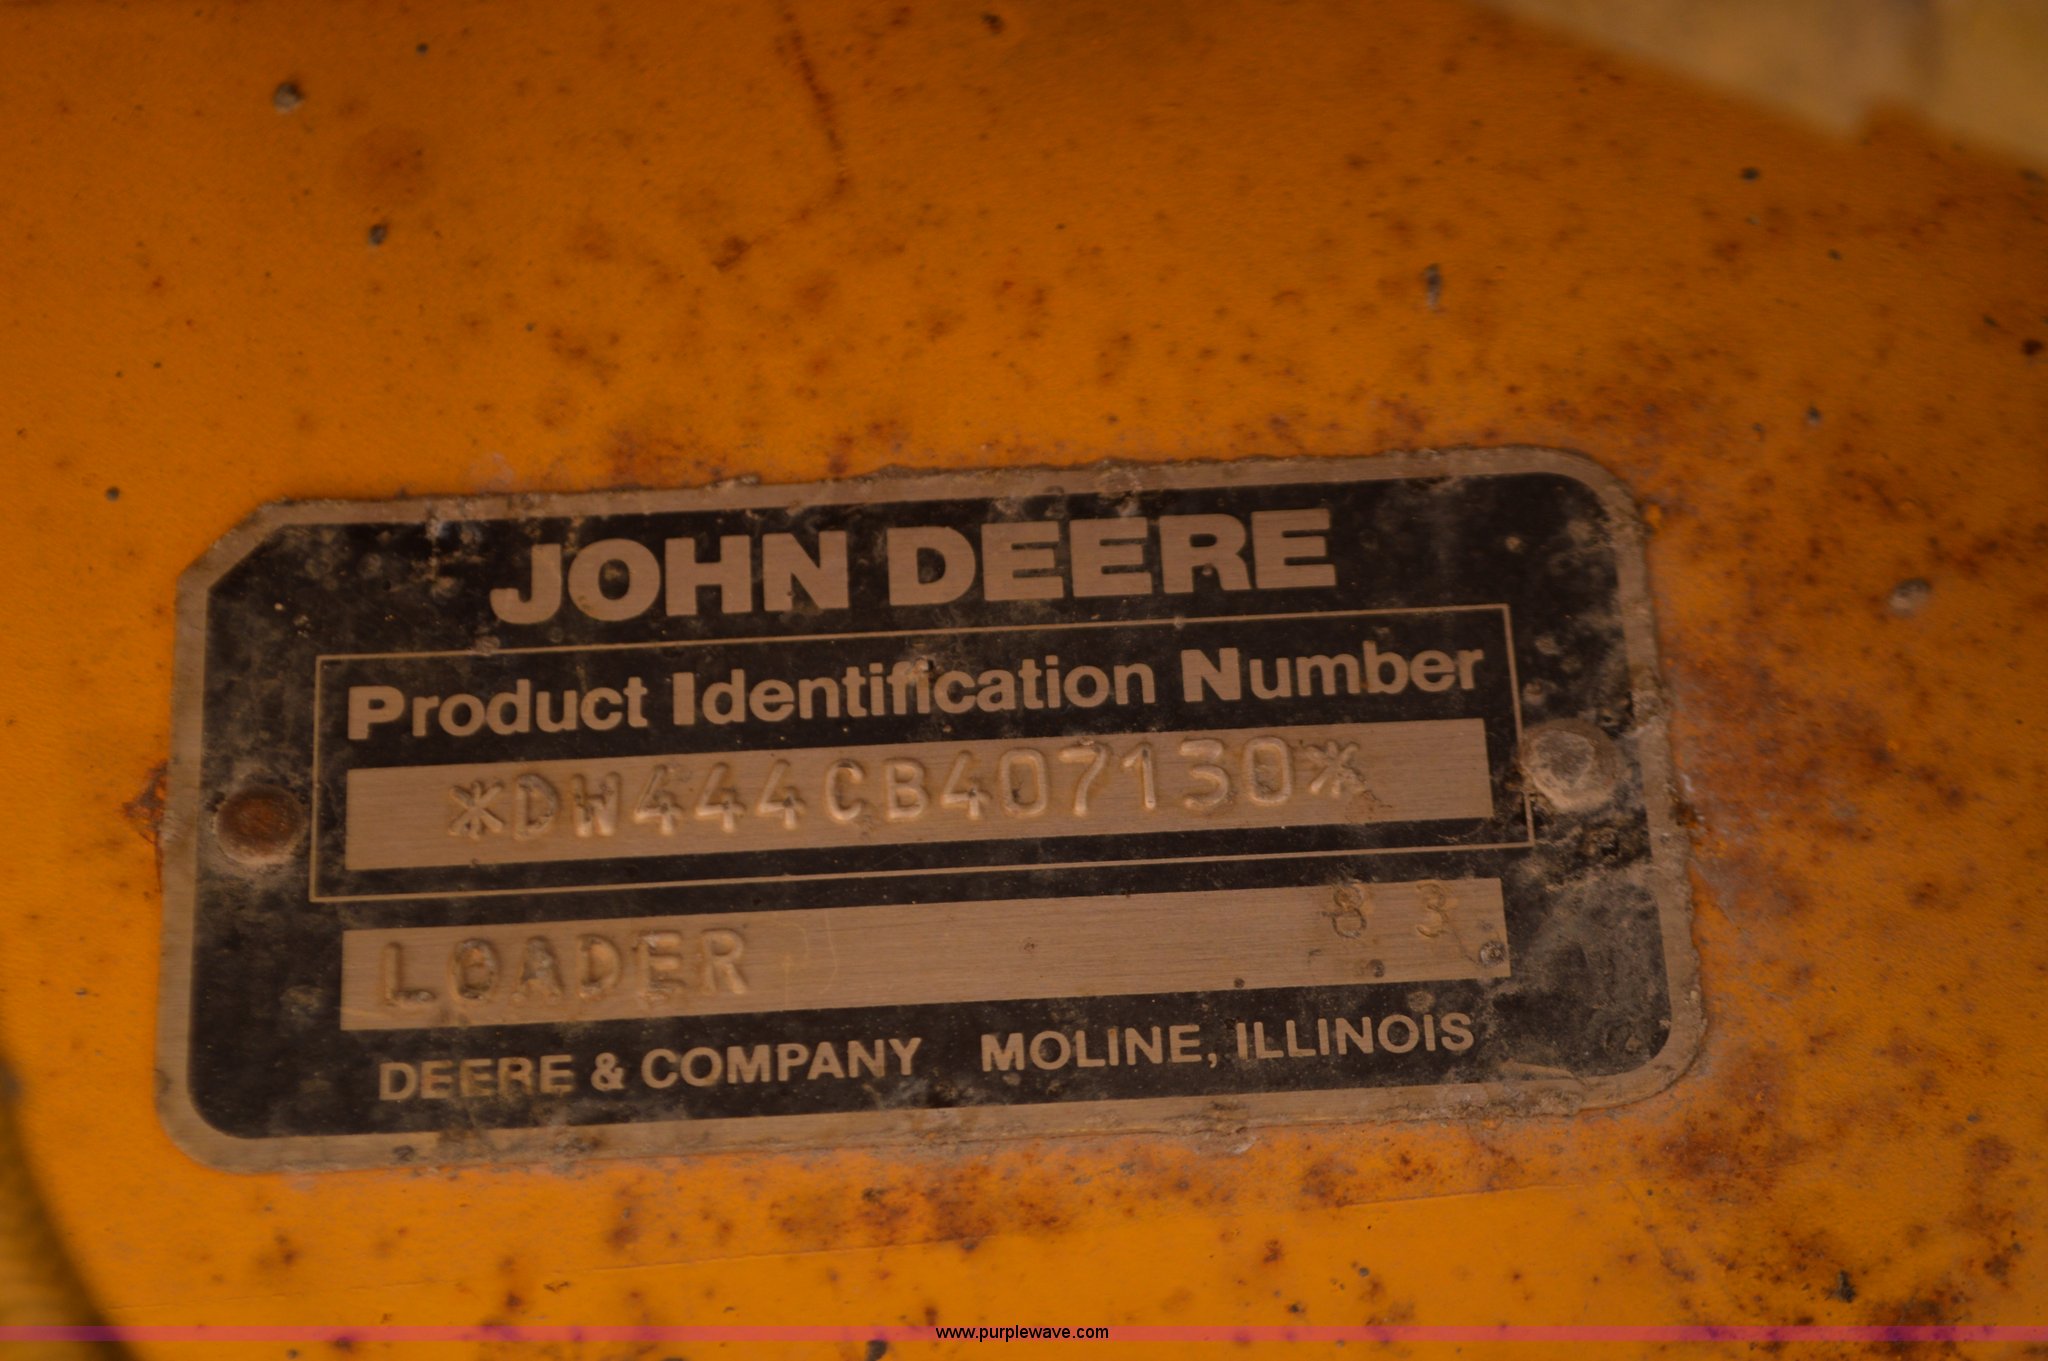 JOHN DEERE
Product Identification Number
*DW444CB407130*
LOADER 83
DEERE & COMPANY MOLINE, ILLINOIS
www.purplewave.com